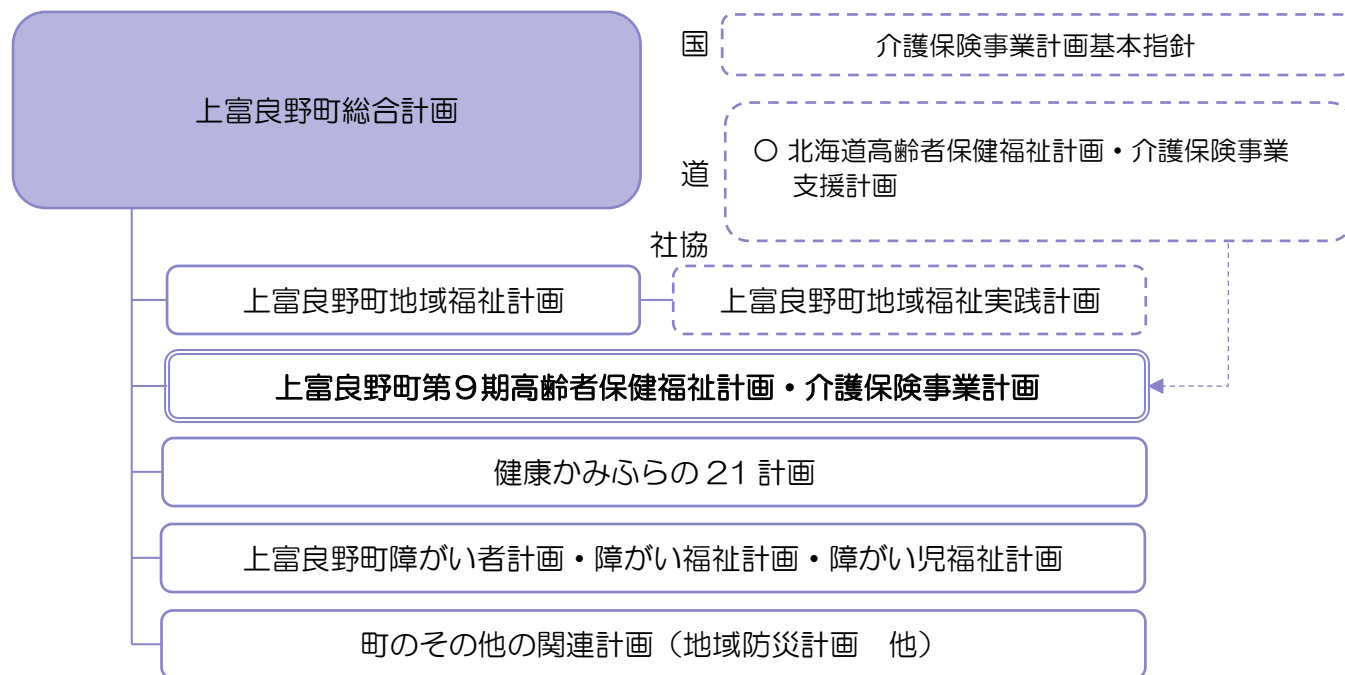 国
介護保険事業計画基本指針
上富良野町総合計画
道
〇 北海道高齢者保健福祉計画・介護保険事業
支援計画
社協
上富良野町地域福祉計画
上富良野町地域福祉実践計画
上富良野町第９期高齢者保健福祉計画・介護保険事業計画
健康かみふらの 21 計画
上富良野町障がい者計画・障がい福祉計画・障がい児福祉計画
町のその他の関連計画（地域防災計画　他）